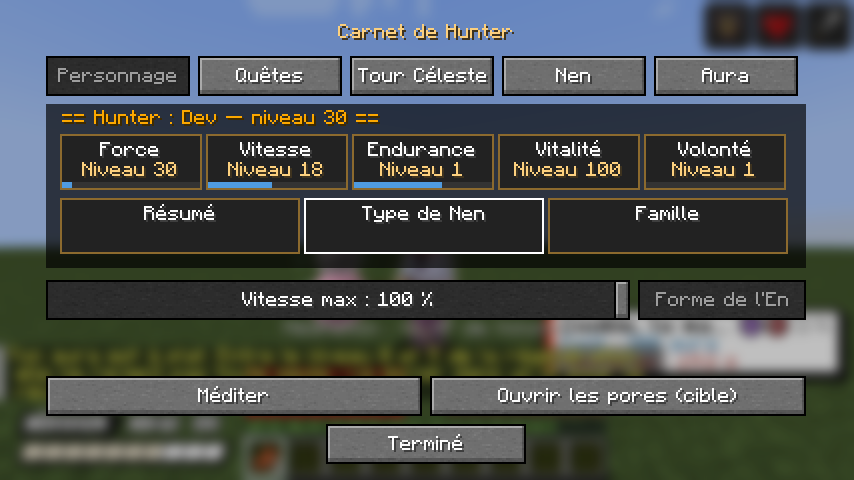 Carnet de Hunter
Personnage
Quêtes
Tour Céleste
Nen
Aura
== Hunter : Dev — niveau 30 ==
Force
Niveau 30
Vitesse
Niveau 18
Endurance
Niveau 1
Vitalité
Niveau 100
Volonté
Niveau 1
Résumé
Type de Nen
Famille
Vitesse max : 100 %
Forme de l'En
Méditer
Ouvrir les pores (cible)
Terminé